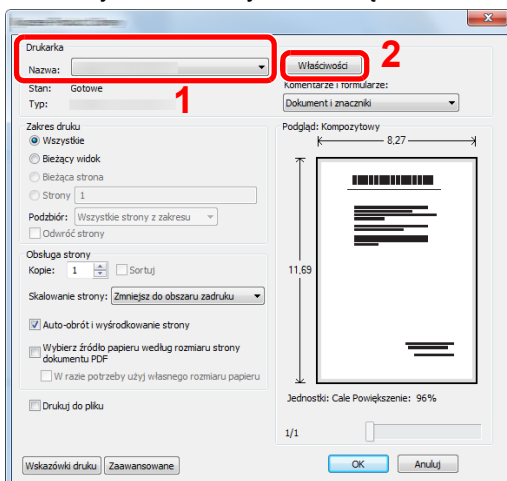 Drukarka
Nazwa:
Właściwości
2
Stan: Gotowe
Komentarze i formularze:
Typ:
1
Dokument i znaczniki
Zakres druku
Wszystkie
Bieżący widok
Bieżąca strona
Strony 1
Podzbiór: Wszystkie strony z zakresu
Odwróć strony
Obsługa strony
Kopie: 1 Sortuj
Skalowanie strony: Zmniejsz do obszaru zadruku
Auto-obrót i wyśrodkowanie strony
Wybierz źródło papieru według rozmiaru strony
dokumentu PDF
W razie potrzeby użyj własnego rozmiaru papieru
Drukuj do pliku
Podgląd: Kompozytowy
8,27
11,69
Jednostki: Cale Powiększenie: 96%
1/1
Wskazówki druku Zaawansowane
OK Anuluj